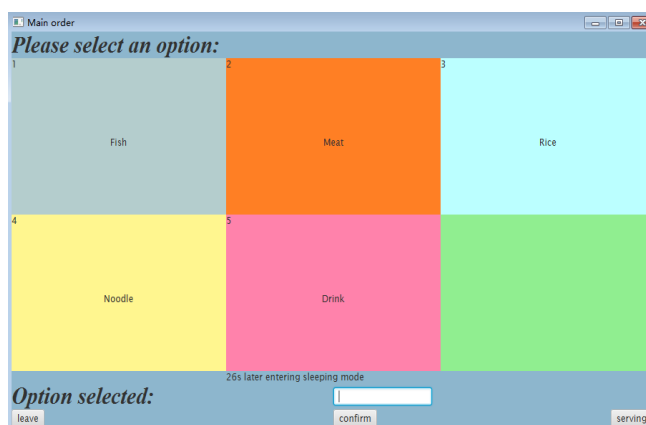 Main order
Please select an option:
1 2 3
Fish Meat Rice
4 5
Noodle Drink
26s later entering sleeping mode
Option selected:
leave confirm serving